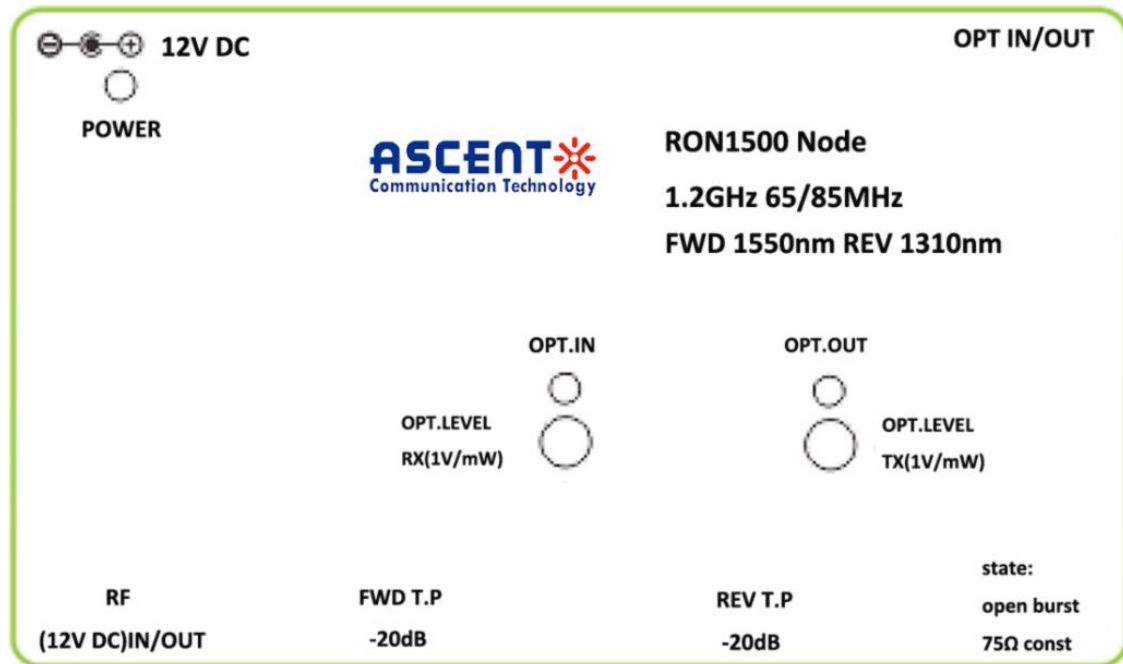 12V DC
OPT IN/OUT
POWER
ASCENT
Communication Technology
RON1500 Node
1.2GHz 65/85MHz
FWD 1550nm REV 1310nm
OPT.IN
OPT.OUT
OPT.LEVEL
RX(1V/mW)
OPT.LEVEL
TX(1V/mW)
RF
(12V DC)IN/OUT
FWD T.P
-20dB
REV T.P
-20dB
state:
open burst
75Ω const